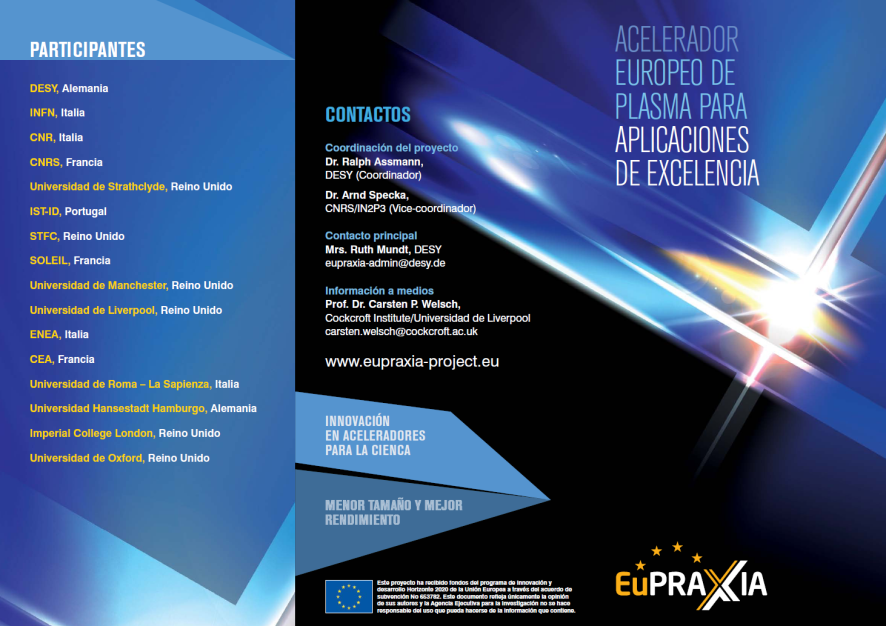 PARTICIPANTES
DESY, Alemania
INFN, Italia
CNR, Italia
CNRS, Francia
Universidad de Strathclyde, Reino Unido
IST-ID, Portugal
STFC, Reino Unido
SOLEIL, Francia
Universidad de Manchester, Reino Unido
Universidad de Liverpool, Reino Unido
ENEA, Italia
CEA, Francia
Universidad de Roma – La Sapienza, Italia
Universidad Hansestadt Hamburgo, Alemania
Imperial College London, Reino Unido
Universidad de Oxford, Reino Unido
CONTACTOS
Coordinación del proyecto
Dr. Ralph Assmann,
DESY (Coordinador)
Dr. Arnd Specka,
CNRS/IN2P3 (Vice-coordinador)
Contacto principal
Mrs. Ruth Mundt, DESY
eupraxia-admin@desy.de
Información a medios
Prof. Dr. Carsten P. Welsch,
Cockcroft Institute/Universidad de Liverpool
carsten.welsch@cockcroft.ac.uk
www.eupraxia-project.eu
INNOVACIÓN
EN ACELERADORES
PARA LA CIENCA
MENOR TAMAÑO Y MEJOR
RENDIMIENTO
Este proyecto ha recibido fondos del programa de innovación y
desarrollo Horizonte 2020 de la Unión Europea a través del acuerdo de
subvención No 653782. Este documento refleja únicamente la opinión
de sus autores y la Agencia Ejecutiva para la Investigación no se hace
responsable del uso que pueda hacerse de la información que contiene.
ACELERADOR
EUROPEO DE
PLASMA PARA
APLICACIONES
DE EXCELENCIA
EuPRAXIA